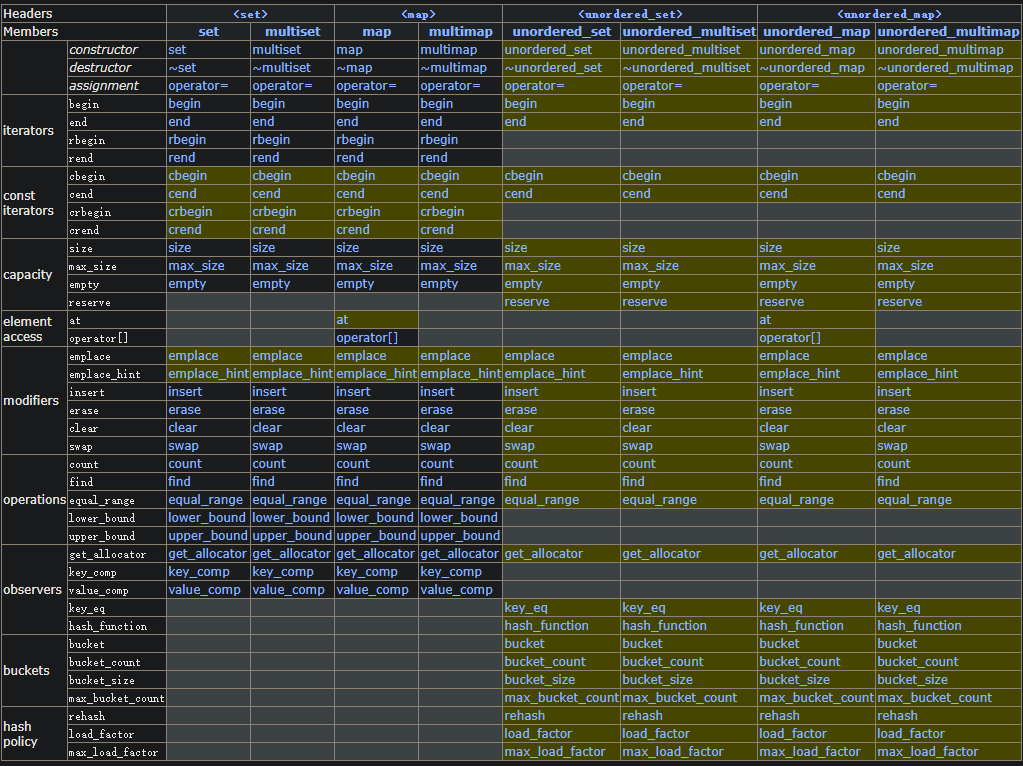 Headers <set> <map> <unordered_set> <unordered_map>
Members set multiset map multimap unordered_set unordered_multiset unordered_map unordered_multimap
constructor set multiset map multimap unordered_set unordered_multiset unordered_map unordered_multimap
destructor ~set ~multiset ~map ~multimap ~unordered_set ~unordered_multiset ~unordered_map ~unordered_multimap
assignment operator= operator= operator= operator= operator= operator= operator= operator=
iterators
begin begin begin begin begin begin begin begin begin
end end end end end end end end end
rbegin rbegin rbegin rbegin rbegin
rend rend rend rend rend
const
iterators
cbegin cbegin cbegin cbegin cbegin cbegin cbegin cbegin cbegin
cend cend cend cend cend cend cend cend cend
crbegin crbegin crbegin crbegin crbegin
crend crend crend crend crend
capacity
size size size size size size size size size
max_size max_size max_size max_size max_size max_size max_size max_size max_size
empty empty empty empty empty empty empty empty empty
reserve reserve reserve reserve reserve
element
access
at at at
operator[] operator[] operator[]
modifiers
emplace emplace emplace emplace emplace emplace emplace emplace emplace
emplace_hint emplace_hint emplace_hint emplace_hint emplace_hint emplace_hint emplace_hint emplace_hint emplace_hint
insert insert insert insert insert insert insert insert insert
erase erase erase erase erase erase erase erase erase
clear clear clear clear clear clear clear clear clear
swap swap swap swap swap swap swap swap swap
operations
count count count count count count count count count
find find find find find find find find find
equal_range equal_range equal_range equal_range equal_range equal_range equal_range equal_range equal_range
lower_bound lower_bound lower_bound lower_bound lower_bound
upper_bound upper_bound upper_bound upper_bound upper_bound
observers
get_allocator get_allocator get_allocator get_allocator get_allocator get_allocator get_allocator get_allocator get_allocator
key_comp key_comp key_comp key_comp key_comp
value_comp value_comp value_comp value_comp value_comp
key_eq key_eq key_eq key_eq key_eq
hash_function hash_function hash_function hash_function hash_function
buckets
bucket bucket bucket bucket bucket
bucket_count bucket_count bucket_count bucket_count bucket_count
bucket_size bucket_size bucket_size bucket_size bucket_size
max_bucket_count max_bucket_count max_bucket_count max_bucket_count max_bucket_count
hash
policy
rehash rehash rehash rehash rehash
load_factor load_factor load_factor load_factor load_factor
max_load_factor max_load_factor max_load_factor max_load_factor max_load_factor